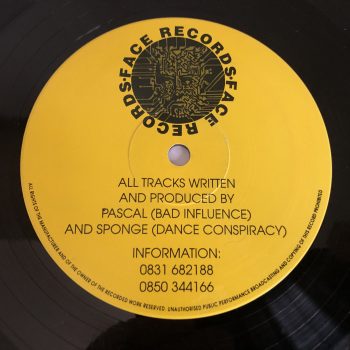 FACE RECORDS·FACE RECORDS·
ALL TRACKS WRITTEN
AND PRODUCED BY
PASCAL (BAD INFLUENCE)
AND SPONGE (DANCE CONSPIRACY)
INFORMATION:
0831 682188
0850 344166
ALL RIGHTS OF THE MANUFACTURER AND OF THE OWNER OF THE RECORDED WORK RESERVED. UNAUTHORISED PUBLIC PERFORMANCE BROADCASTING AND COPYING OF THIS RECORD PROHIBITED